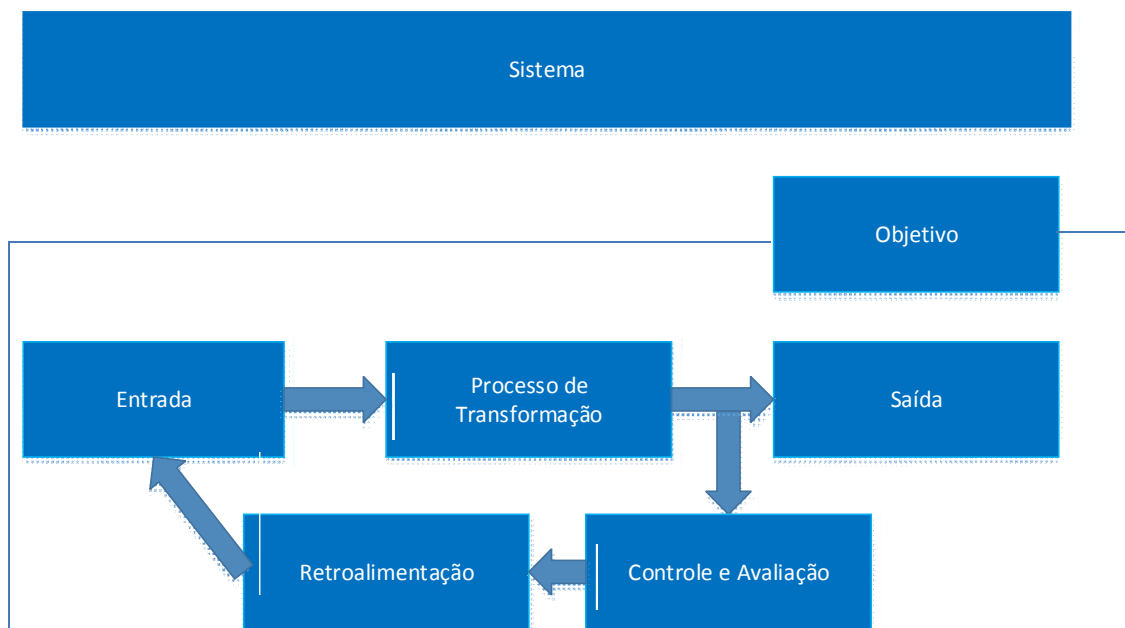 Sistema
Objetivo
Entrada
Processo de
Transformação
Saída
Retroalimentação
Controle e Avaliação